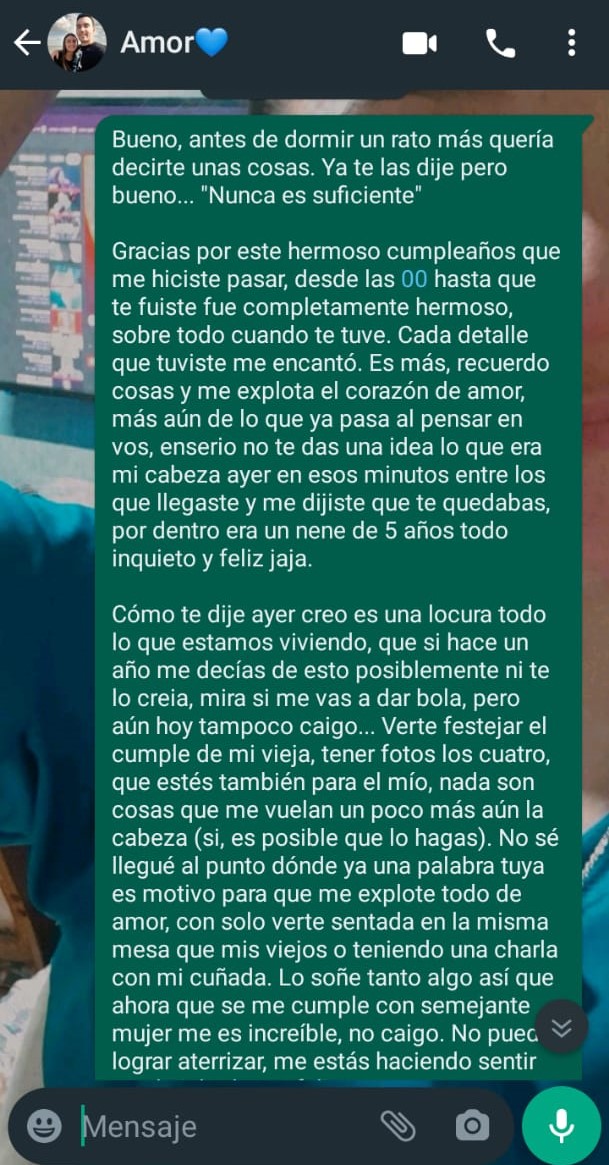 Amor💙
Bueno, antes de dormir un rato más quería
decirte unas cosas. Ya te las dije pero
bueno... "Nunca es suficiente"
Gracias por este hermoso cumpleaños que
me hiciste pasar, desde las 00 hasta que
te fuiste fue completamente hermoso,
sobre todo cuando te tuve. Cada detalle
que tuviste me encantó. Es más, recuerdo
cosas y me explota el corazón de amor,
más aún de lo que ya pasa al pensar en
vos, enserio no te das una idea lo que era
mi cabeza ayer en esos minutos entre los
que llegaste y me dijiste que te quedabas,
por dentro era un nene de 5 años todo
inquieto y feliz jaja.
Cómo te dije ayer creo es una locura todo
lo que estamos viviendo, que si hace un
año me decías de esto posiblemente ni te
lo creia, mira si me vas a dar bola, pero
aún hoy tampoco caigo... Verte festejar el
cumple de mi vieja, tener fotos los cuatro,
que estés también para el mío, nada son
cosas que me vuelan un poco más aún la
cabeza (si, es posible que lo hagas). No sé
llegué al punto dónde ya una palabra tuya
es motivo para que me explote todo de
amor, con solo verte sentada en la misma
mesa que mis viejos o teniendo una charla
con mi cuñada. Lo soñe tanto algo así que
ahora que se me cumple con semejante
mujer me es increíble, no caigo. No pued
lograr aterrizar, me estás haciendo sentir
Mensaje